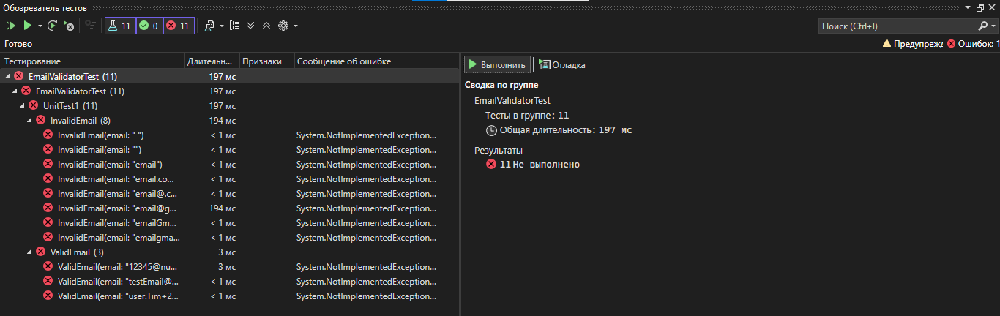 Обозреватель тестов
11 0 11
Поиск (Ctrl+I)
Готово
Предупрежд Ошибок: 1
Тестирование Длительн... Признаки Сообщение об ошибке
EmailValidatorTest (11) 197 мс
EmailValidatorTest (11) 197 мс
UnitTest1 (11) 197 мс
InvalidEmail (8) 194 мс
InvalidEmail(email: " ") < 1 мс System.NotImplementedException...
InvalidEmail(email: "") < 1 мс System.NotImplementedException...
InvalidEmail(email: "email") < 1 мс System.NotImplementedException...
InvalidEmail(email: "email.co... < 1 мс System.NotImplementedException...
InvalidEmail(email: "email@.c... < 1 мс System.NotImplementedException...
InvalidEmail(email: "email@g... 194 мс System.NotImplementedException...
InvalidEmail(email: "emailGm... < 1 мс System.NotImplementedException...
InvalidEmail(email: "emailgma... < 1 мс System.NotImplementedException...
ValidEmail (3) 3 мс
ValidEmail(email: "12345@nu... 3 мс System.NotImplementedException...
ValidEmail(email: "testEmail@... < 1 мс System.NotImplementedException...
ValidEmail(email: "user.Tim+2... < 1 мс System.NotImplementedException...
Выполнить Отладка
Сводка по группе
EmailValidatorTest
Тесты в группе: 11
Общая длительность: 197 мс
Результаты
11 Не выполнено